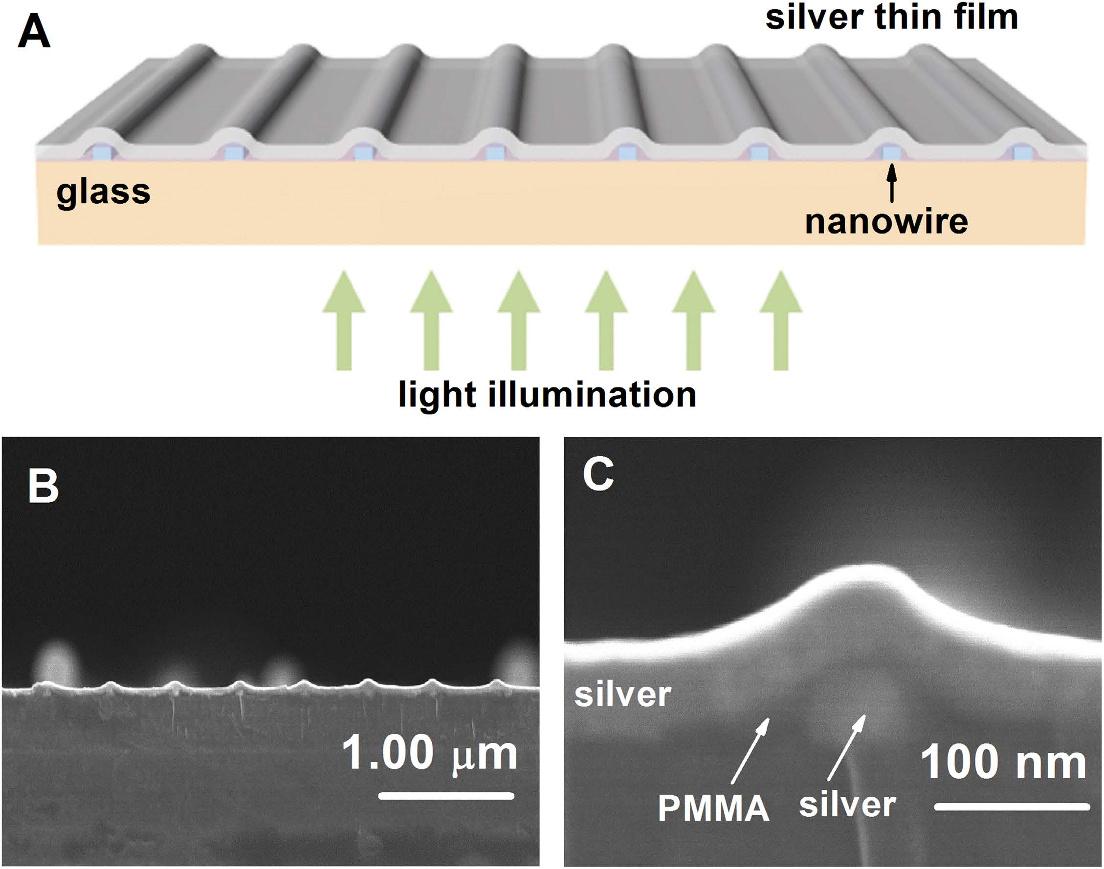 A
silver thin film
glass
nanowire
light illumination
B
1.00 μm
C
silver
PMMA
silver
100 nm